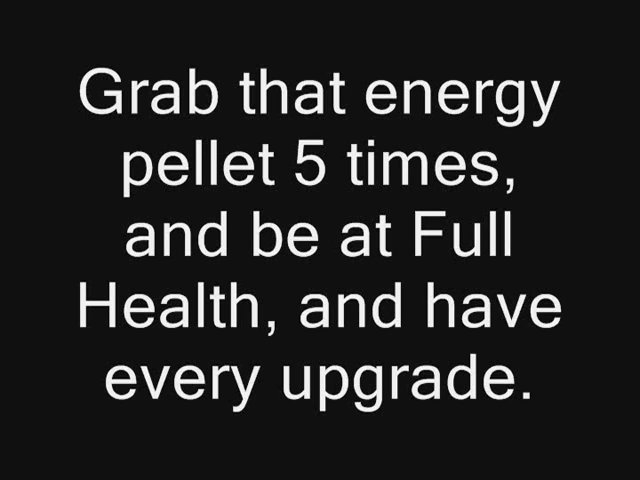 Grab that energy
pellet 5 times,
and be at Full
Health, and have
every upgrade.